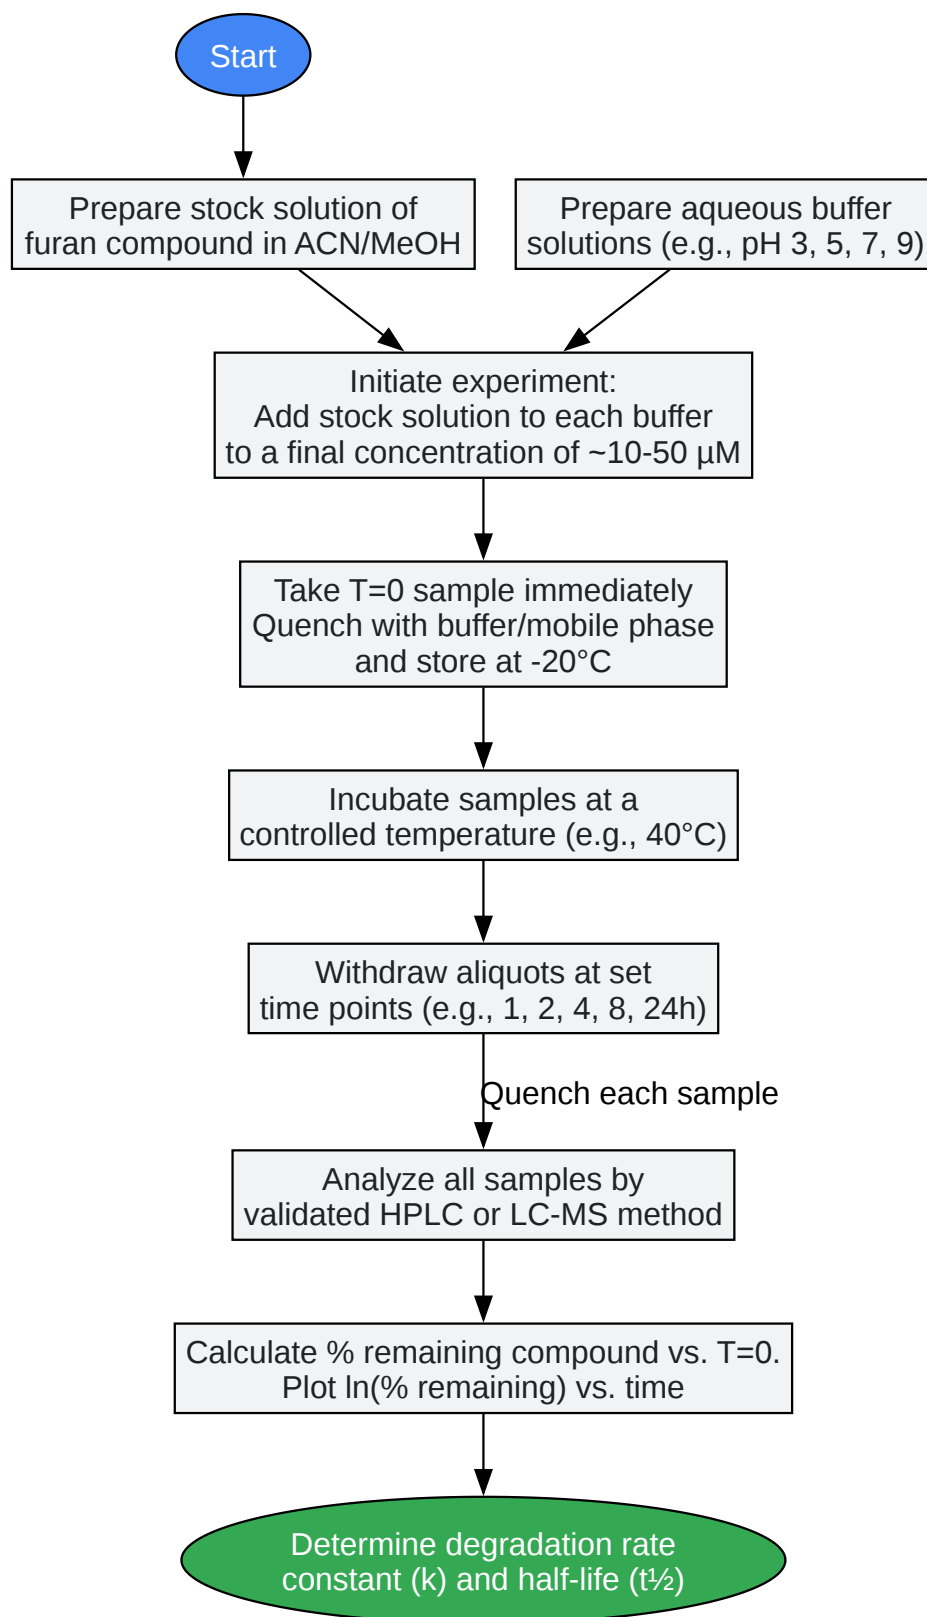 Start
Prepare stock solution of
furan compound in ACN/MeOH
Prepare aqueous buffer
solutions (e.g., pH 3, 5, 7, 9)
Initiate experiment:
Add stock solution to each buffer
to a final concentration of ~10-50 µM
Take T=0 sample immediately
Quench with buffer/mobile phase
and store at -20°C
Incubate samples at a
controlled temperature (e.g., 40°C)
Withdraw aliquots at set
time points (e.g., 1, 2, 4, 8, 24h)
Quench each sample
Analyze all samples by
validated HPLC or LC-MS method
Calculate % remaining compound vs. T=0.
Plot ln(% remaining) vs. time
Determine degradation rate
constant (k) and half-life (t½)